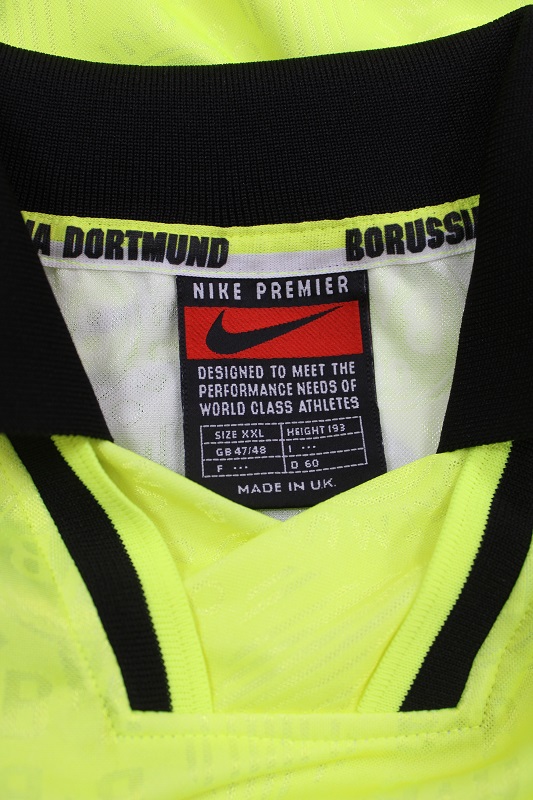 A DORTMUND BORUSSI
NIKE PREMIER
DESIGNED TO MEET THE
PERFORMANCE NEEDS OF
WORLD CLASS ATHLETES
SIZE XXL HEIGHT 193
GB 47/48 I ...
F ... D 60
MADE IN U.K.